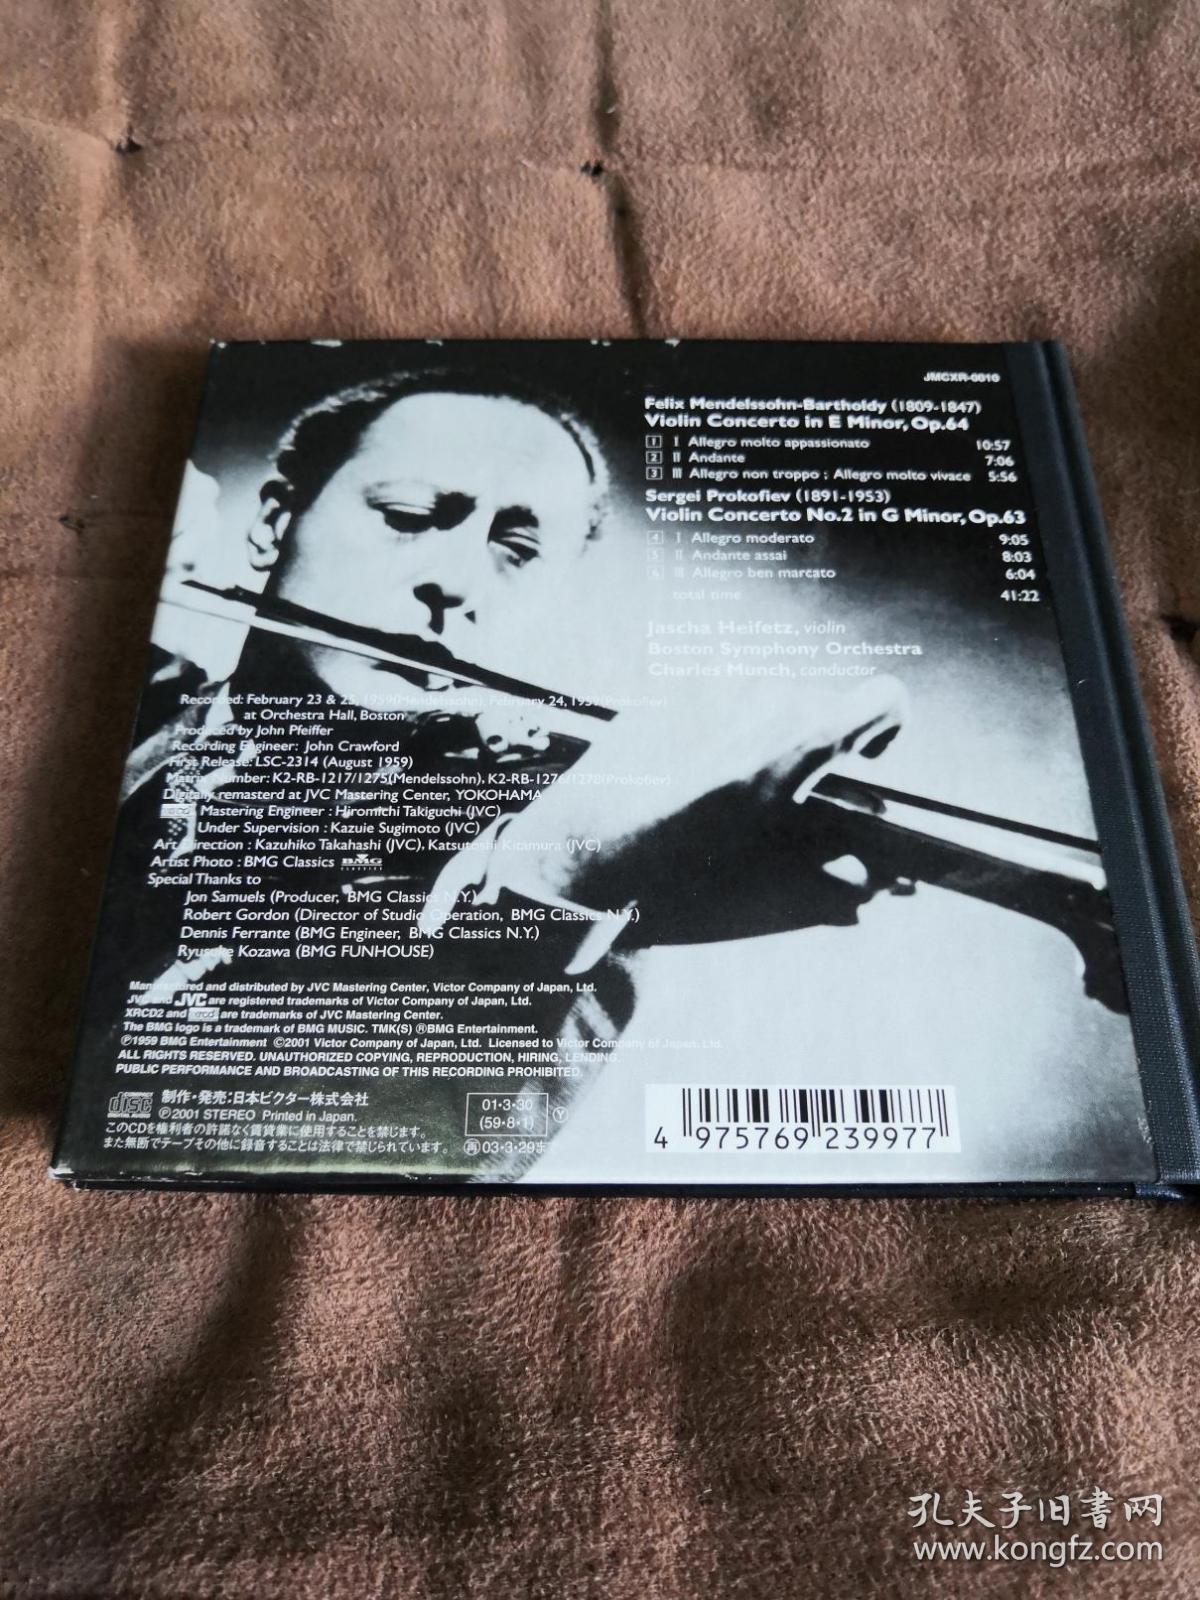 JMCXR-0010
Felix Mendelssohn-Bartholdy (1809-1847)
Violin Concerto in E Minor, Op.64
1 I Allegro molto appassionato 10:57
2 II Andante 7:06
3 III Allegro non troppo ; Allegro molto vivace 5:56
Sergei Prokofiev (1891-1953)
Violin Concerto No.2 in G Minor, Op.63
4 I Allegro moderato 9:05
5 II Andante assai 8:03
6 III Allegro ben marcato 6:04
total time 41:22
Jascha Heifetz, violin
Boston Symphony Orchestra
Charles Munch, conductor
Recorded: February 23 & 25, 1959(Mendelssohn), February 24, 1959(Prokofiev)
at Orchestra Hall, Boston
Produced by John Pfeiffer
Recording Engineer: John Crawford
First Release: LSC-2314 (August 1959)
Matrix Number: K2-RB-1217/1275(Mendelssohn), K2-RB-1276/1278(Prokofiev)
Digitally remasterd at JVC Mastering Center, YOKOHAMA
xrcd2 Mastering Engineer : Hiromichi Takiguchi (JVC)
Under Supervision : Kazuie Sugimoto (JVC)
Art Direction : Kazuhiko Takahashi (JVC), Katsutoshi Kitamura (JVC)
Artist Photo : BMG Classics BMG CLASSICS
Special Thanks to
Jon Samuels (Producer, BMG Classics N.Y.)
Robert Gordon (Director of Studio Operation, BMG Classics N.Y.)
Dennis Ferrante (BMG Engineer, BMG Classics N.Y.)
Ryusuke Kozawa (BMG FUNHOUSE)
Manufactured and distributed by JVC Mastering Center, Victor Company of Japan, Ltd.
JVC and JVC are registered trademarks of Victor Company of Japan, Ltd.
XRCD2 and xrcd2 are trademarks of JVC Mastering Center.
The BMG logo is a trademark of BMG MUSIC. TMK(S) ®BMG Entertainment.
℗1959 BMG Entertainment ©2001 Victor Company of Japan, Ltd. Licensed to Victor Company of Japan, Ltd.
ALL RIGHTS RESERVED. UNAUTHORIZED COPYING, REPRODUCTION, HIRING, LENDING,
PUBLIC PERFORMANCE AND BROADCASTING OF THIS RECORDING PROHIBITED.
COMPACT disc DIGITAL AUDIO
制作・発売:日本ビクター株式会社
℗2001 STEREO Printed in Japan.
このCDを権利者の許諾なく賃貸業に使用することを禁じます。
また無断でテープその他に録音することは法律で禁じられています。
01・3・30
(59・8・1)
Y
再 03・3・29まで
4 975769 239977
孔夫子旧书网
www.kongfz.com